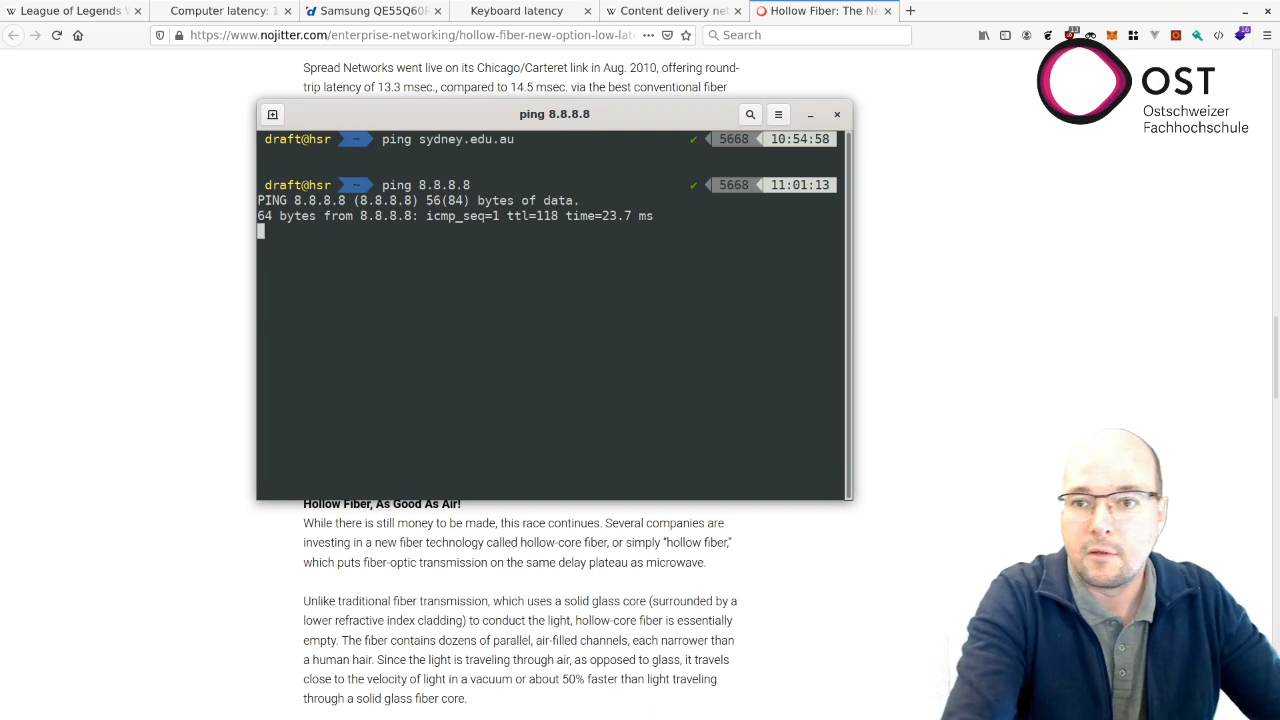 League of Legends
Computer latency: 1
Samsung QE55Q60R
Keyboard latency
Content delivery net
Hollow Fiber: The Ne
https://www.nojitter.com/enterprise-networking/hollow-fiber-new-option-low-late
Search
13
16
Spread Networks went live on its Chicago/Carteret link in Aug. 2010, offering round-
trip latency of 13.3 msec., compared to 14.5 msec. via the best conventional fiber
OST
Ostschweizer
Fachhochschule
ping 8.8.8.8
draft@hsr ~ ping sydney.edu.au ✔ 5668 10:54:58
draft@hsr ~ ping 8.8.8.8 ✔ 5668 11:01:13
PING 8.8.8.8 (8.8.8.8) 56(84) bytes of data.
64 bytes from 8.8.8.8: icmp_seq=1 ttl=118 time=23.7 ms
Hollow Fiber, As Good As Air!
While there is still money to be made, this race continues. Several companies are
investing in a new fiber technology called hollow-core fiber, or simply “hollow fiber,”
which puts fiber-optic transmission on the same delay plateau as microwave.
Unlike traditional fiber transmission, which uses a solid glass core (surrounded by a
lower refractive index cladding) to conduct the light, hollow-core fiber is essentially
empty. The fiber contains dozens of parallel, air-filled channels, each narrower than
a human hair. Since the light is traveling through air, as opposed to glass, it travels
close to the velocity of light in a vacuum or about 50% faster than light traveling
through a solid glass fiber core.